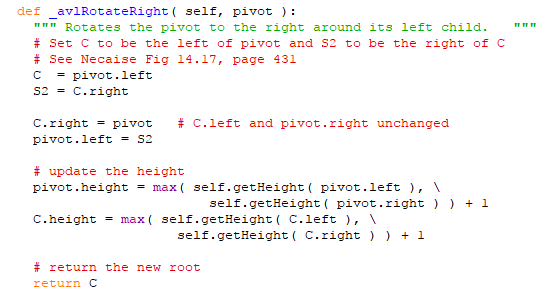 def _avlRotateRight( self, pivot ):
""" Rotates the pivot to the right around its left child.   """
# Set C to be the left of pivot and S2 to be the right of C
# See Necaise Fig 14.17, page 431
C  = pivot.left
S2 = C.right
C.right = pivot   # C.left and pivot.right unchanged
pivot.left = S2
# update the height
pivot.height = max( self.getHeight( pivot.left ), \
self.getHeight( pivot.right ) ) + 1
C.height = max( self.getHeight( C.left ), \
self.getHeight( C.right ) ) + 1
# return the new root
return C